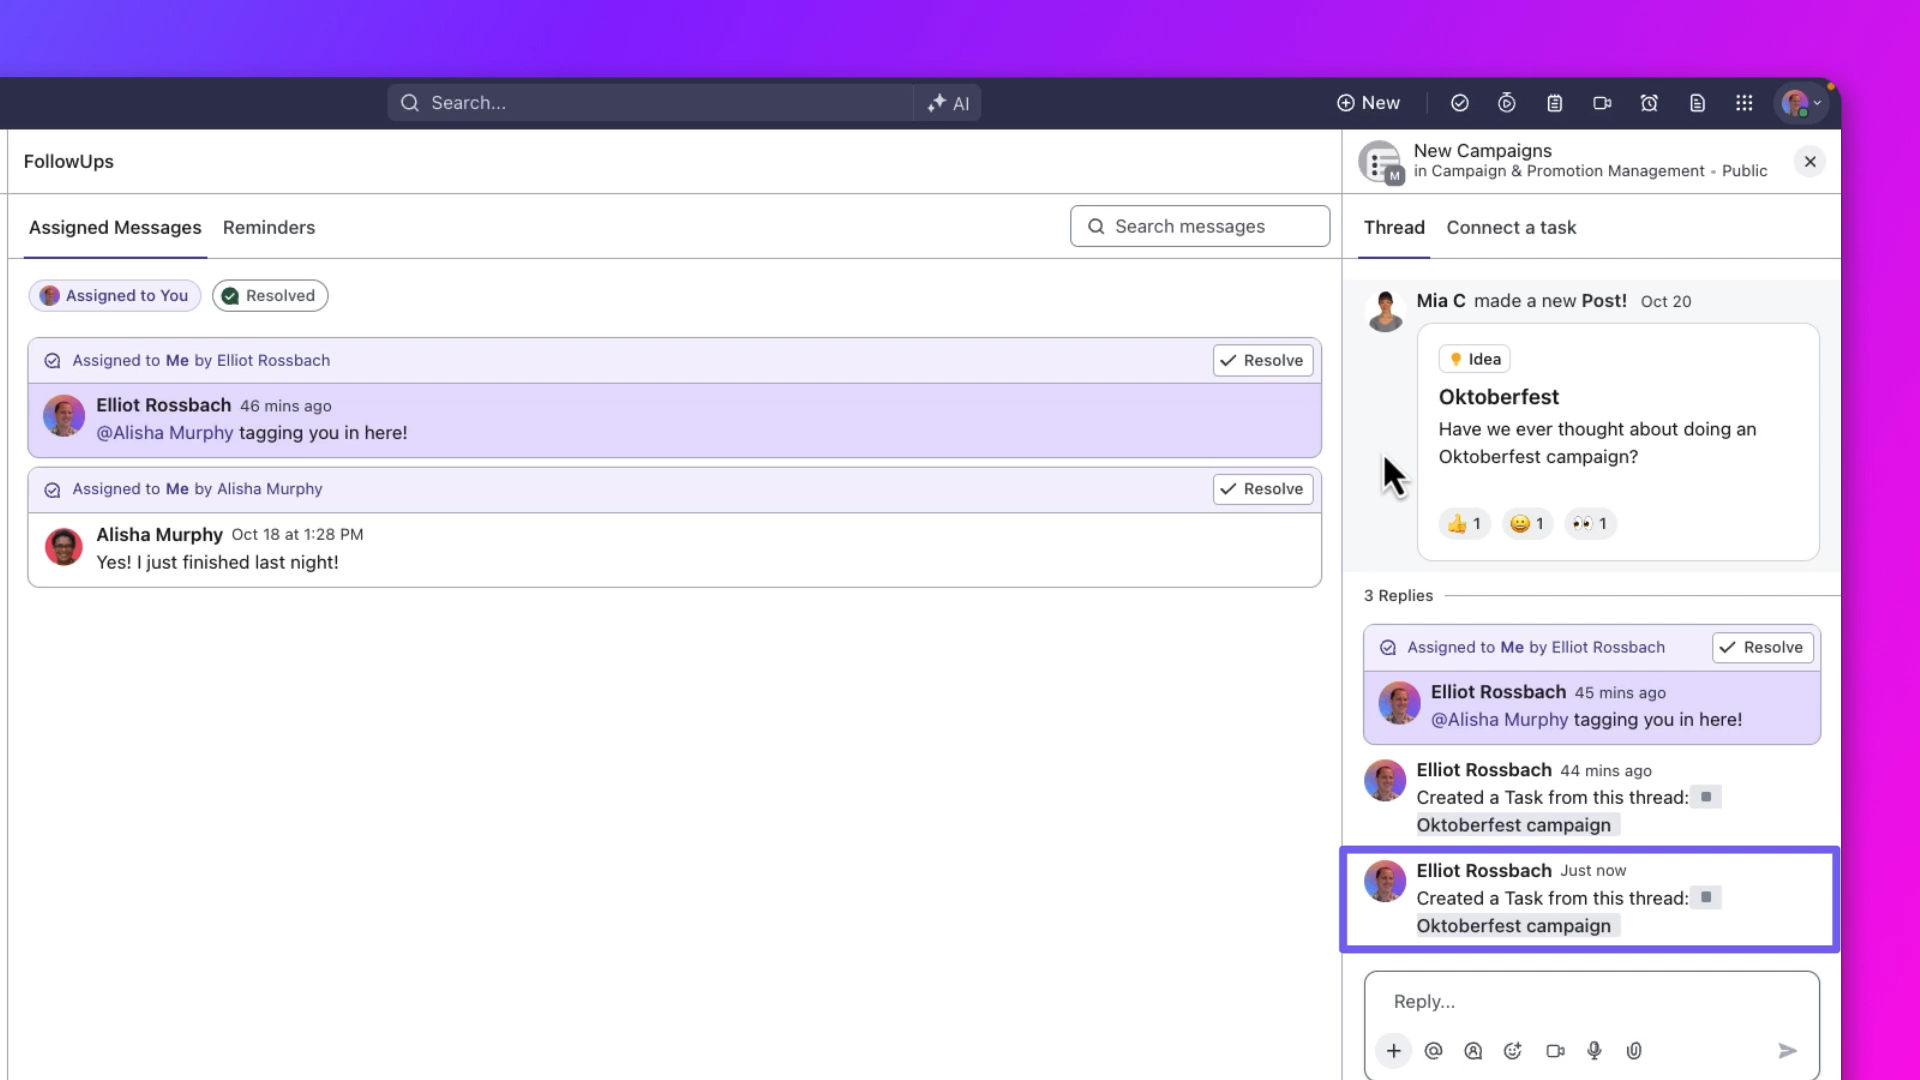 Search...
AI
New
FollowUps
Assigned Messages
Reminders
Search messages
Assigned to You
Resolved
Assigned to Me by Elliot Rossbach
Resolve
Elliot Rossbach 46 mins ago
@Alisha Murphy tagging you in here!
Assigned to Me by Alisha Murphy
Resolve
Alisha Murphy Oct 18 at 1:28 PM
Yes! I just finished last night!
M
New Campaigns
in Campaign & Promotion Management • Public
Thread
Connect a task
Mia C made a new Post! Oct 20
Idea
Oktoberfest
Have we ever thought about doing an
Oktoberfest campaign?
1
1
1
3 Replies
Assigned to Me by Elliot Rossbach
Resolve
Elliot Rossbach 45 mins ago
@Alisha Murphy tagging you in here!
Elliot Rossbach 44 mins ago
Created a Task from this thread:
Oktoberfest campaign
Elliot Rossbach Just now
Created a Task from this thread:
Oktoberfest campaign
Reply...